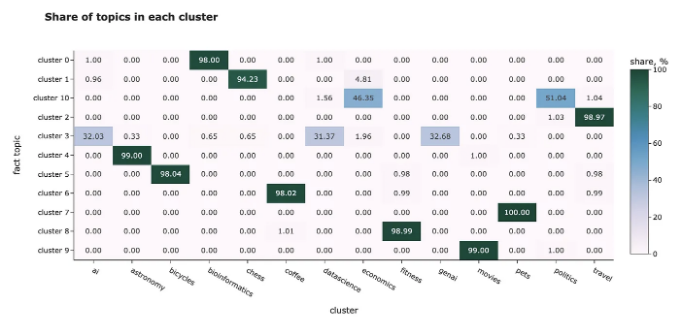 Share of topics in each cluster
share, %
cluster 0 1.00 0.00 0.00 98.00 0.00 0.00 1.00 0.00 0.00 0.00 0.00 0.00 0.00 0.00
cluster 1 0.96 0.00 0.00 0.00 94.23 0.00 0.00 4.81 0.00 0.00 0.00 0.00 0.00 0.00
cluster 10 0.00 0.00 0.00 0.00 0.00 0.00 1.56 46.35 0.00 0.00 0.00 0.00 51.04 1.04
cluster 2 0.00 0.00 0.00 0.00 0.00 0.00 0.00 0.00 0.00 0.00 0.00 0.00 1.03 98.97
cluster 3 32.03 0.33 0.00 0.65 0.65 0.00 31.37 1.96 0.00 32.68 0.00 0.33 0.00 0.00
cluster 4 0.00 99.00 0.00 0.00 0.00 0.00 0.00 0.00 0.00 0.00 1.00 0.00 0.00 0.00
cluster 5 0.00 0.00 98.04 0.00 0.00 0.00 0.00 0.00 0.98 0.00 0.00 0.00 0.00 0.98
cluster 6 0.00 0.00 0.00 0.00 0.00 98.02 0.00 0.00 0.99 0.00 0.00 0.00 0.00 0.99
cluster 7 0.00 0.00 0.00 0.00 0.00 0.00 0.00 0.00 0.00 0.00 0.00 100.00 0.00 0.00
cluster 8 0.00 0.00 0.00 0.00 0.00 1.01 0.00 0.00 98.99 0.00 0.00 0.00 0.00 0.00
cluster 9 0.00 0.00 0.00 0.00 0.00 0.00 0.00 0.00 0.00 0.00 99.00 0.00 1.00 0.00
fact topic
ai astronomy bicycles bioinformatics chess coffee datascience economics fitness genai movies pets politics travel
cluster
100
80
60
40
20
0